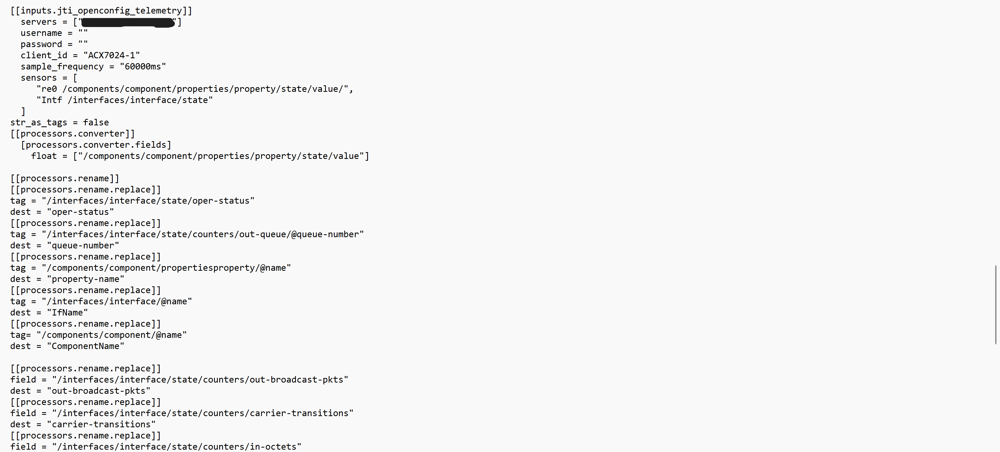 [[inputs.jti_openconfig_telemetry]]
  servers = [""]
  username = ""
  password = ""
  client_id = "ACX7024-1"
  sample_frequency = "60000ms"
  sensors = [
     "re0 /components/component/properties/property/state/value/",
     "Intf /interfaces/interface/state"
  ]
str_as_tags = false
[[processors.converter]]
  [processors.converter.fields]
    float = ["/components/component/properties/property/state/value"]

[[processors.rename]]
[[processors.rename.replace]]
tag = "/interfaces/interface/state/oper-status"
dest = "oper-status"
[[processors.rename.replace]]
tag = "/interfaces/interface/state/counters/out-queue/@queue-number"
dest = "queue-number"
[[processors.rename.replace]]
tag = "/components/component/propertiesproperty/@name"
dest = "property-name"
[[processors.rename.replace]]
tag = "/interfaces/interface/@name"
dest = "IfName"
[[processors.rename.replace]]
tag= "/components/component/@name"
dest = "ComponentName"

[[processors.rename.replace]]
field = "/interfaces/interface/state/counters/out-broadcast-pkts"
dest = "out-broadcast-pkts"
[[processors.rename.replace]]
field = "/interfaces/interface/state/counters/carrier-transitions"
dest = "carrier-transitions"
[[processors.rename.replace]]
field = "/interfaces/interface/state/counters/in-octets"